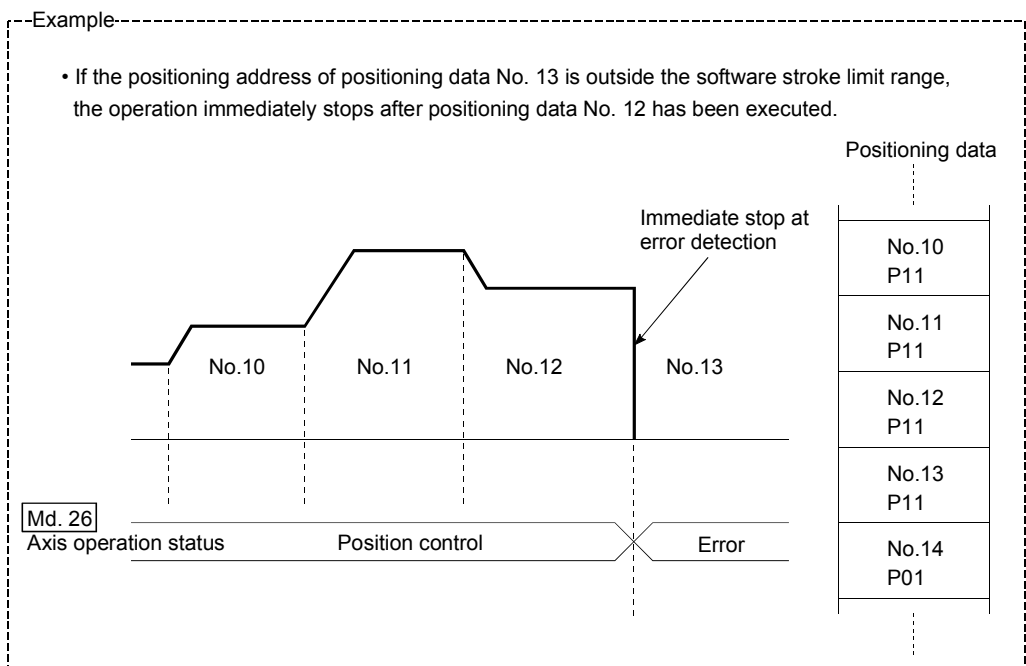 Example
• If the positioning address of positioning data No. 13 is outside the software stroke limit range,
the operation immediately stops after positioning data No. 12 has been executed.
Positioning data
Immediate stop at
error detection
No.10
No.11
No.12
No.13
No.10
P11
No.11
P11
No.12
P11
No.13
P11
No.14
P01
Md. 26
Axis operation status
Position control
Error